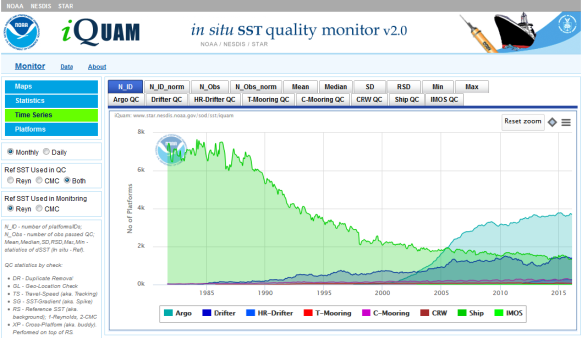 NOAA NESDIS STAR
iQUAM
in situ SST quality monitor v2.0
NOAA / NESDIS / STAR
Monitor Data About
Maps
Statistics
Time Series
Platforms
Monthly Daily
Ref SST Used in QC
Reyn CMC Both
Ref SST Used in Monitoring
Reyn CMC
N_ID - number of platforms/IDs;
N_Obs - number of obs passed QC,
Mean,Median,SD,RSD,Max,Min -
statistics of dSST (In situ - Ref).
QC statistics by check:
DR - Duplicate Removal
GL - Geo-Location Check
TS - Travel-Speed (aka. Tracking)
SG - SST-Gradient (aka. Spike)
RS - Reference SST (aka.
background), 1-Reynolds, 2-CMC
XP - Cross-Platform (aka. buddy).
Performed on top of RS.
N_ID N_ID_norm N_Obs N_Obs_norm Mean Median SD RSD Min Max
Argo QC Drifter QC HR-Drifter QC T-Mooring QC C-Mooring QC CRW QC Ship QC IMOS QC
iQuam: www.star.nesdis.noaa.gov/sod/sst/iquam
Reset zoom
No of Platforms
8k
6k
4k
2k
0k
1985 1990 1995 2000 2005 2010 2015
Argo Drifter HR-Drifter T-Mooring C-Mooring CRW Ship IMOS